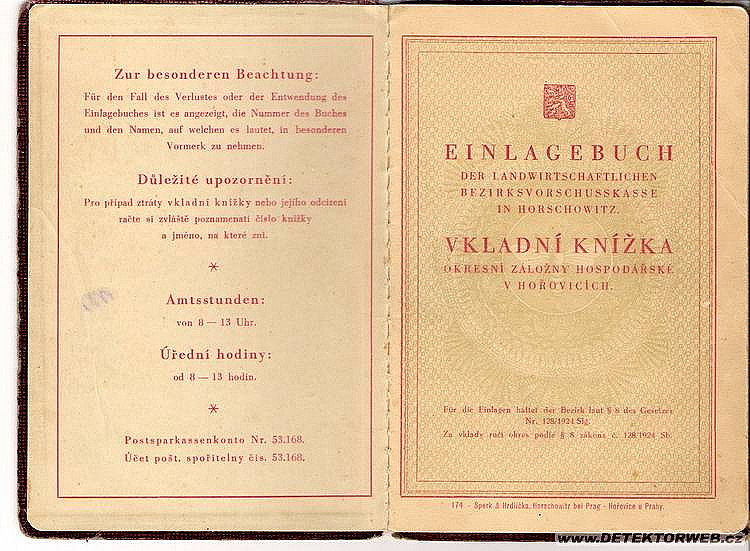 Zur besonderen Beachtung:
Für den Fall des Verlustes oder der Entwendung des
Einlagebuches ist es angezeigt, die Nummer des Buches
und den Namen, auf welchen es lautet, in besonderen
Vormerk zu nehmen.
Důležité upozornění:
Pro případ ztráty vkladní knížky nebo jejího odcizení
račte si zvláště poznamenati číslo knížky
a jméno, na které zní.
*
Amtsstunden:
von 8 — 13 Uhr.
Úřední hodiny:
od 8 — 13 hodin.
*
Postsparkassenkonto Nr. 53.168.
Účet pošt. spořitelny čís. 53.168.
EINLAGEBUCH
DER LANDWIRTSCHAFTLICHEN
BEZIRKSVORSCHUSSKASSE
IN HORSCHOWITZ.
VKLADNÍ KNÍŽKA
OKRESNÍ ZÁLOŽNY HOSPODÁŘSKÉ
V HOŘOVICÍCH.
Für die Einlagen haftet der Bezirk laut § 8 des Gesetzes
Nr. 128/1924 Slg.
Za vklady ručí okres podle § 8 zákona č. 128/1924 Sb.
174 - Sperk & Hrdlička, Horschowitz bei Prag - Hořovice u Prahy.
www.DETEKTORWEB.cz